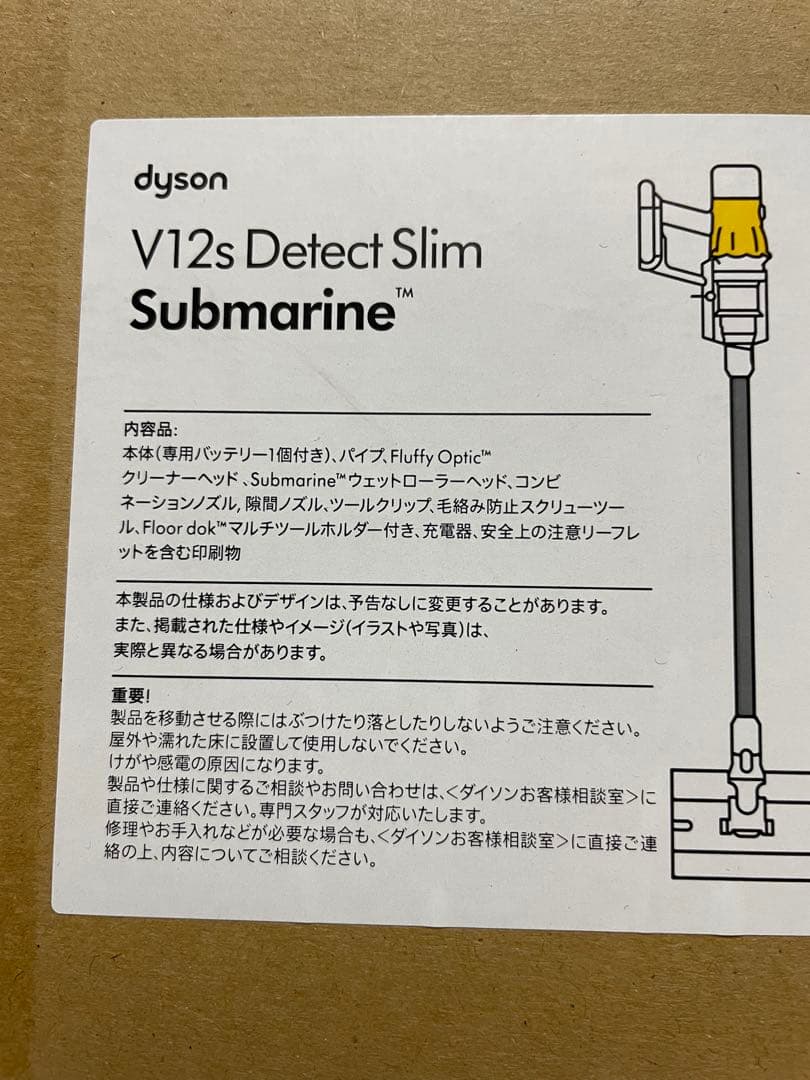 dyson
V12s Detect Slim
Submarine™
内容品:
本体(専用バッテリー1個付き)、パイプ、Fluffy Optic™
クリーナーヘッド、Submarine™ウェットローラーヘッド、コンビ
ネーションノズル, 隙間ノズル、ツールクリップ、毛絡み防止スクリューツー
ル、Floor dok™マルチツールホルダー付き、充電器、安全上の注意リーフレ
ットを含む印刷物
本製品の仕様およびデザインは、予告なしに変更することがあります。
また、掲載された仕様やイメージ(イラストや写真)は、
実際と異なる場合があります。
重要!
製品を移動させる際にはぶつけたり落としたりしないようご注意ください。
屋外や濡れた床に設置して使用しないでください。
けがや感電の原因になります。
製品や仕様に関するご相談やお問い合わせは、<ダイソンお客様相談室>に
直接ご連絡ください。専門スタッフが対応いたします。
修理やお手入れなどが必要な場合も、<ダイソンお客様相談室>に直接ご連
絡の上、内容についてご相談ください。